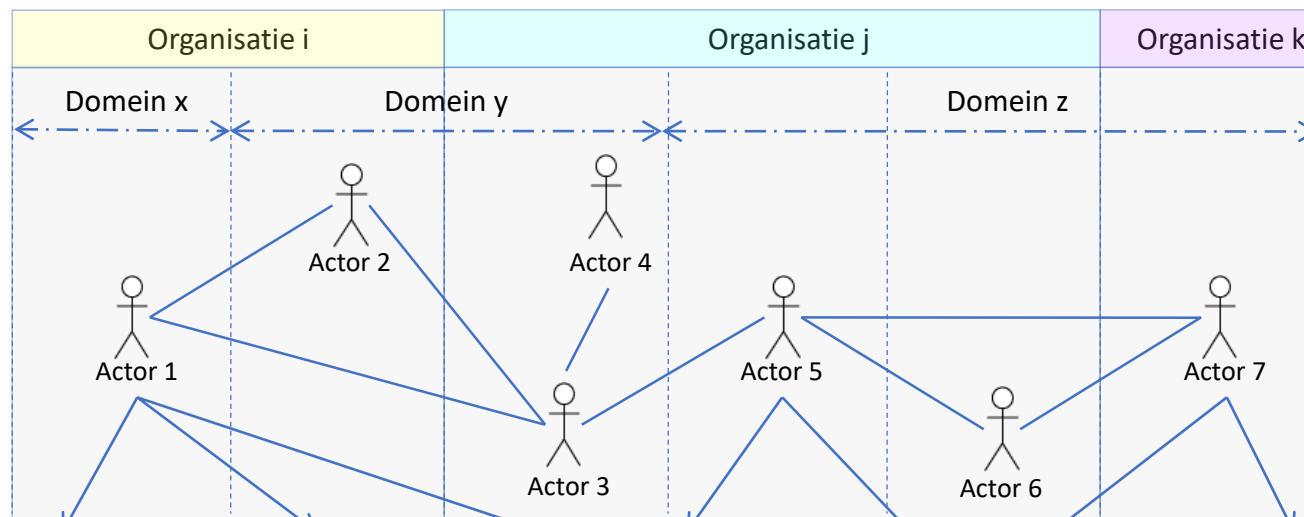 Organisatie i
Organisatie j
Organisatie k
Domein x
Domein y
Domein z
Actor 2
Actor 4
Actor 1
Actor 5
Actor 7
Actor 3
Actor 6